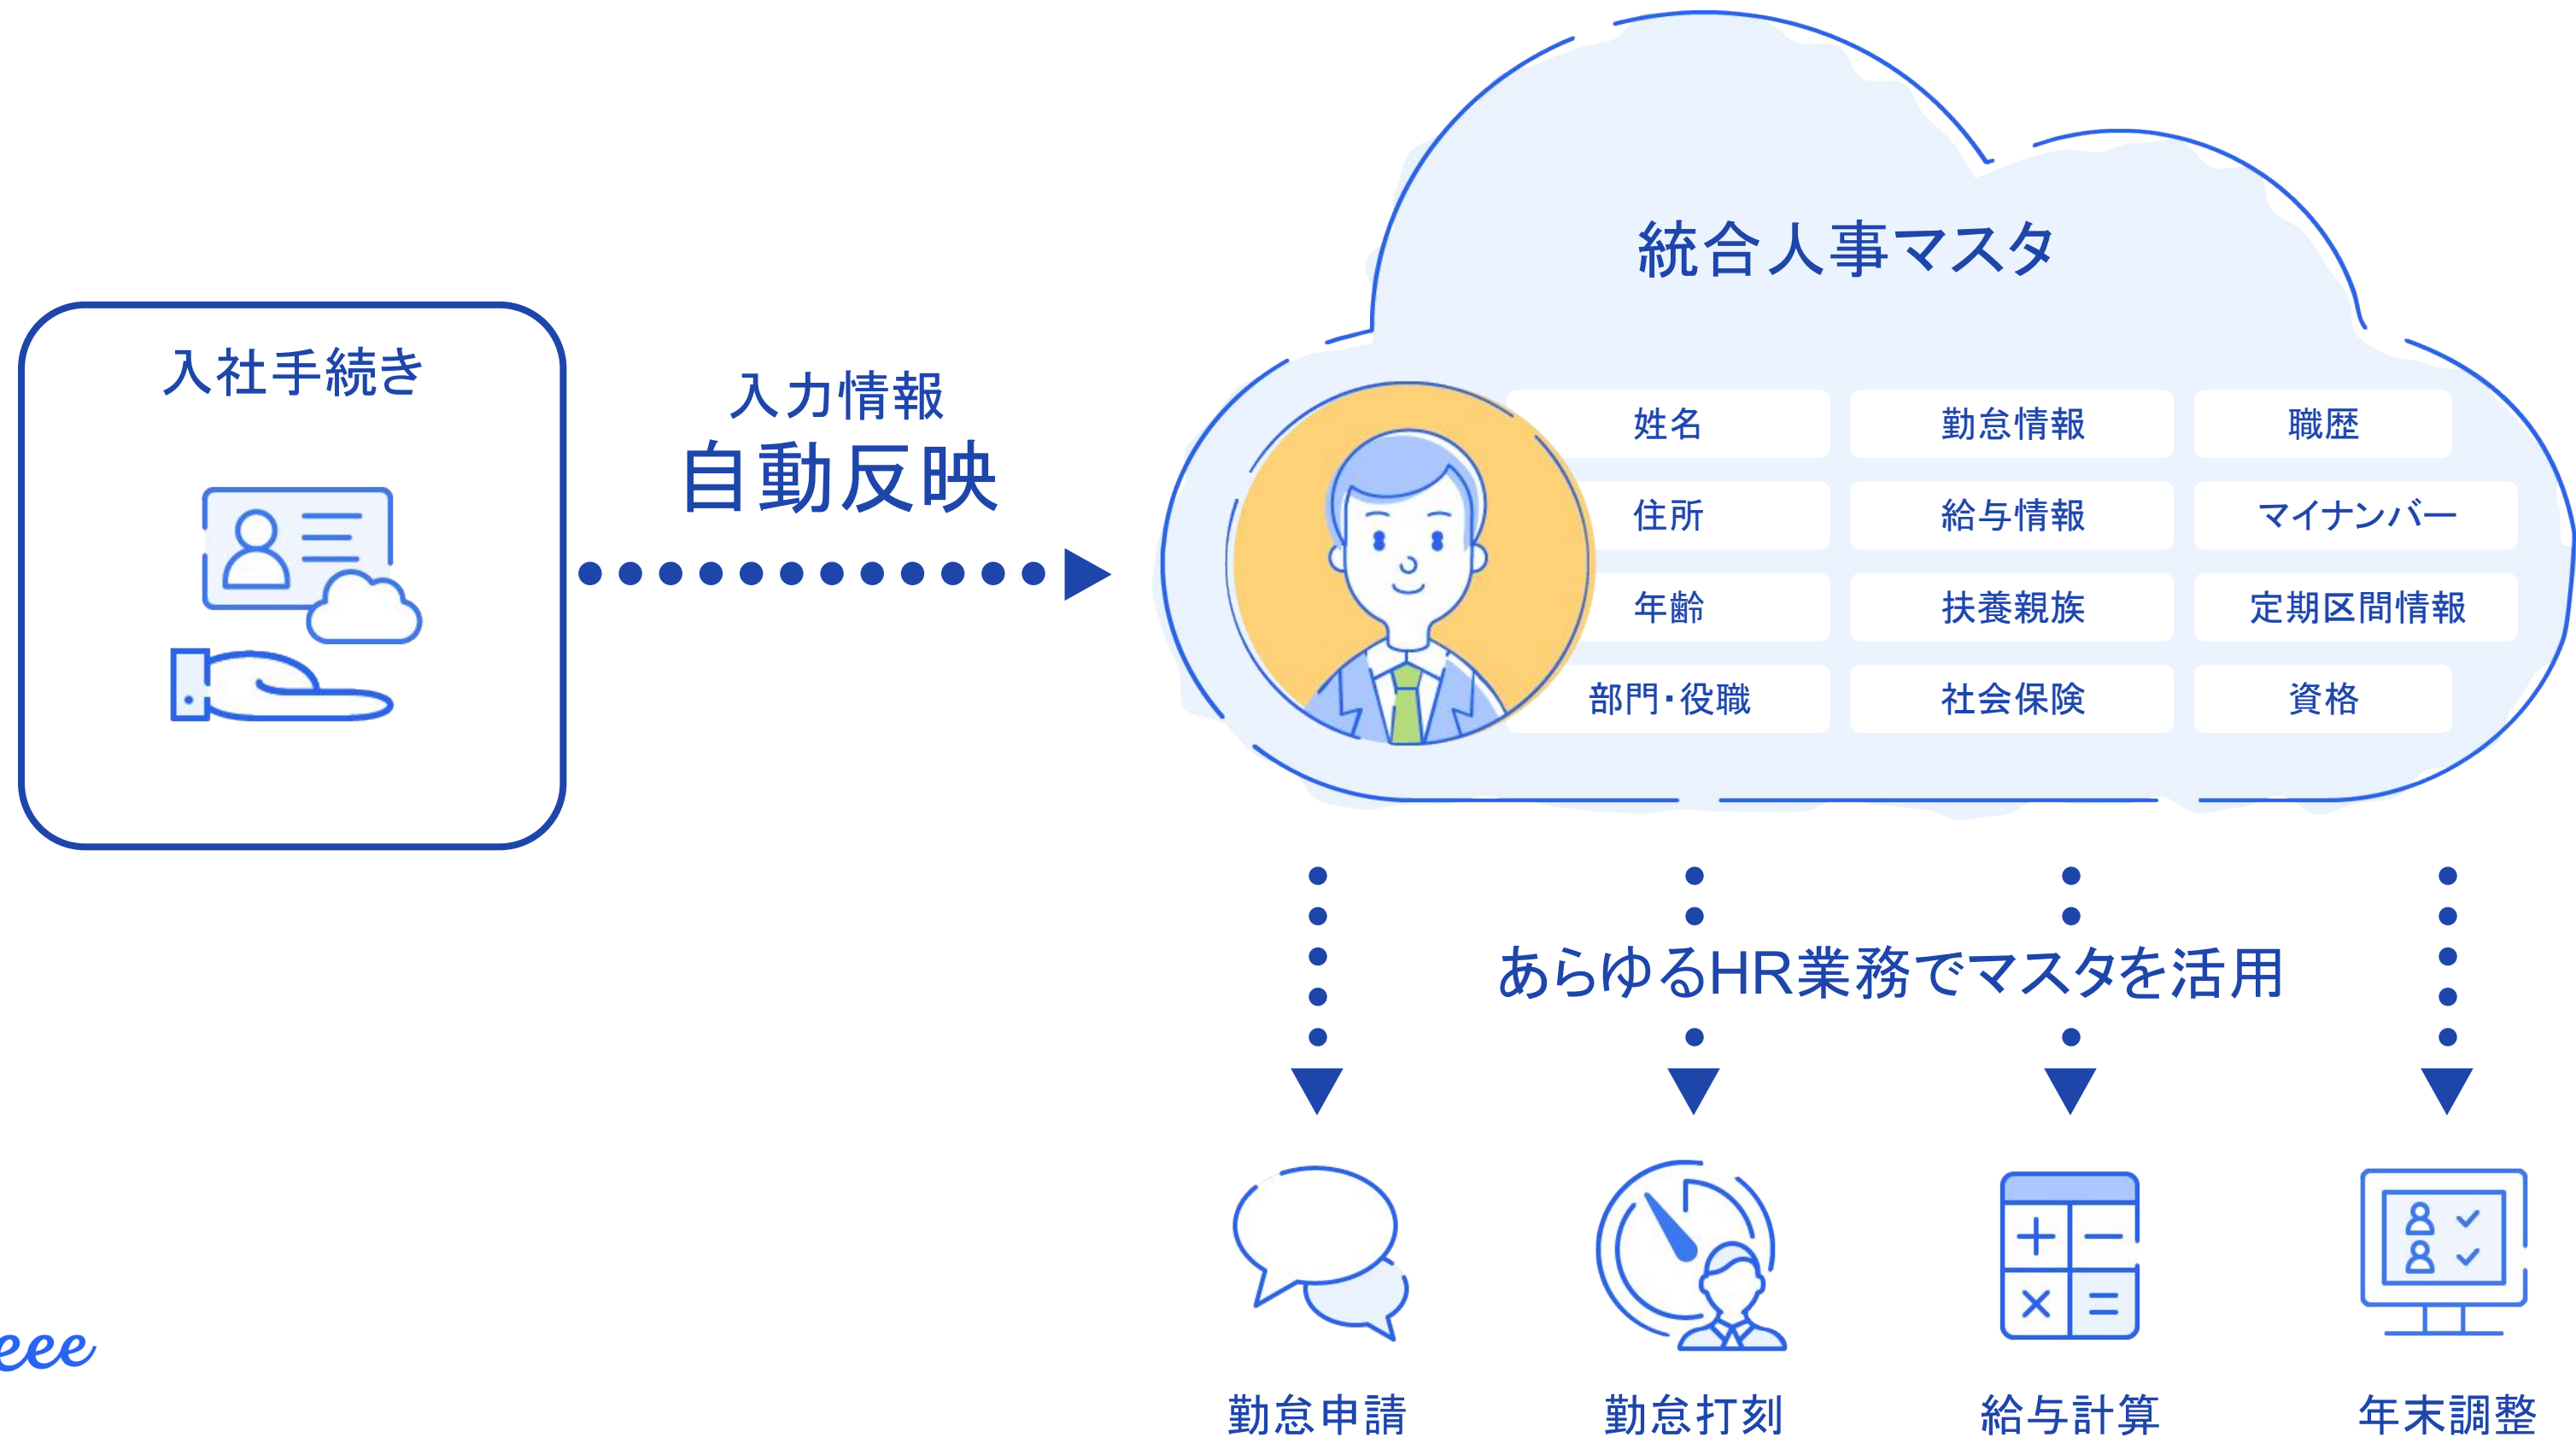 統合人事マスタ
入社手続き
入力情報
自動反映
姓名 勤怠情報 職歴
住所 給与情報 マイナンバー
年齢 扶養親族 定期区間情報
部門・役職 社会保険 資格
あらゆるHR業務でマスタを活用
eee
勤怠申請 勤怠打刻 給与計算 年末調整